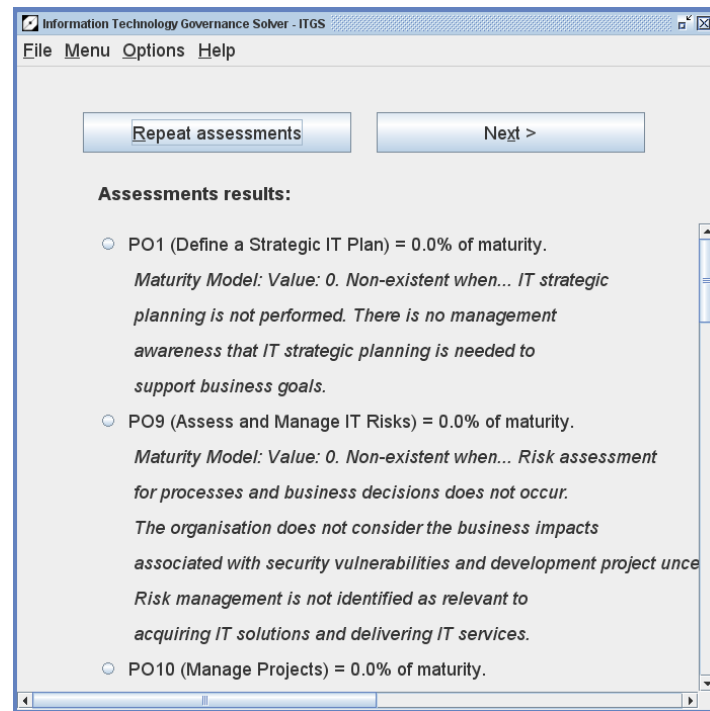 Information Technology Governance Solver - ITGS
File Menu Options Help
Repeat assessments Next >
Assessments results:
PO1 (Define a Strategic IT Plan) = 0.0% of maturity.
Maturity Model: Value: 0. Non-existent when... IT strategic
planning is not performed. There is no management
awareness that IT strategic planning is needed to
support business goals.
PO9 (Assess and Manage IT Risks) = 0.0% of maturity.
Maturity Model: Value: 0. Non-existent when... Risk assessment
for processes and business decisions does not occur.
The organisation does not consider the business impacts
associated with security vulnerabilities and development project unce
Risk management is not identified as relevant to
acquiring IT solutions and delivering IT services.
PO10 (Manage Projects) = 0.0% of maturity.